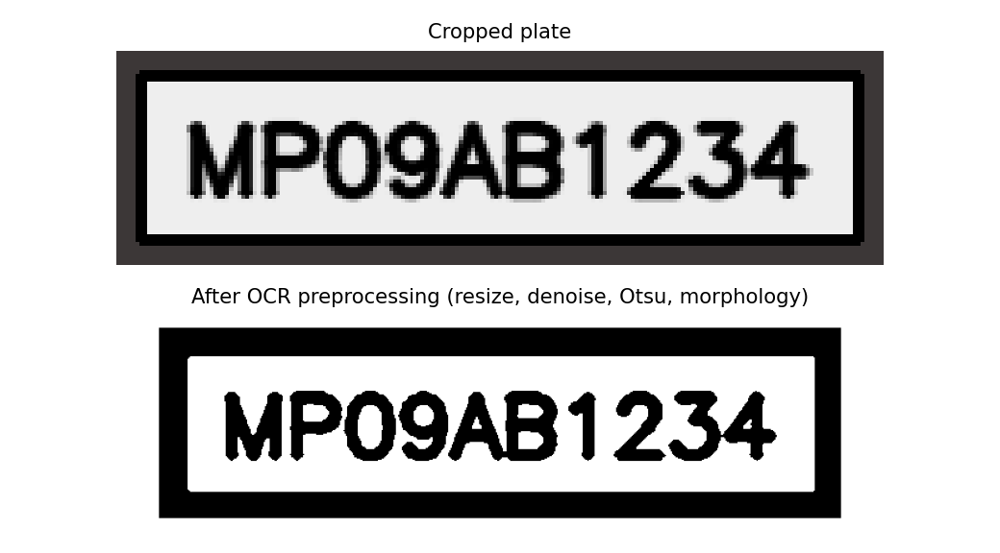 Cropped plate
MP09AB1234
After OCR preprocessing (resize, denoise, Otsu, morphology)
MP09AB1234